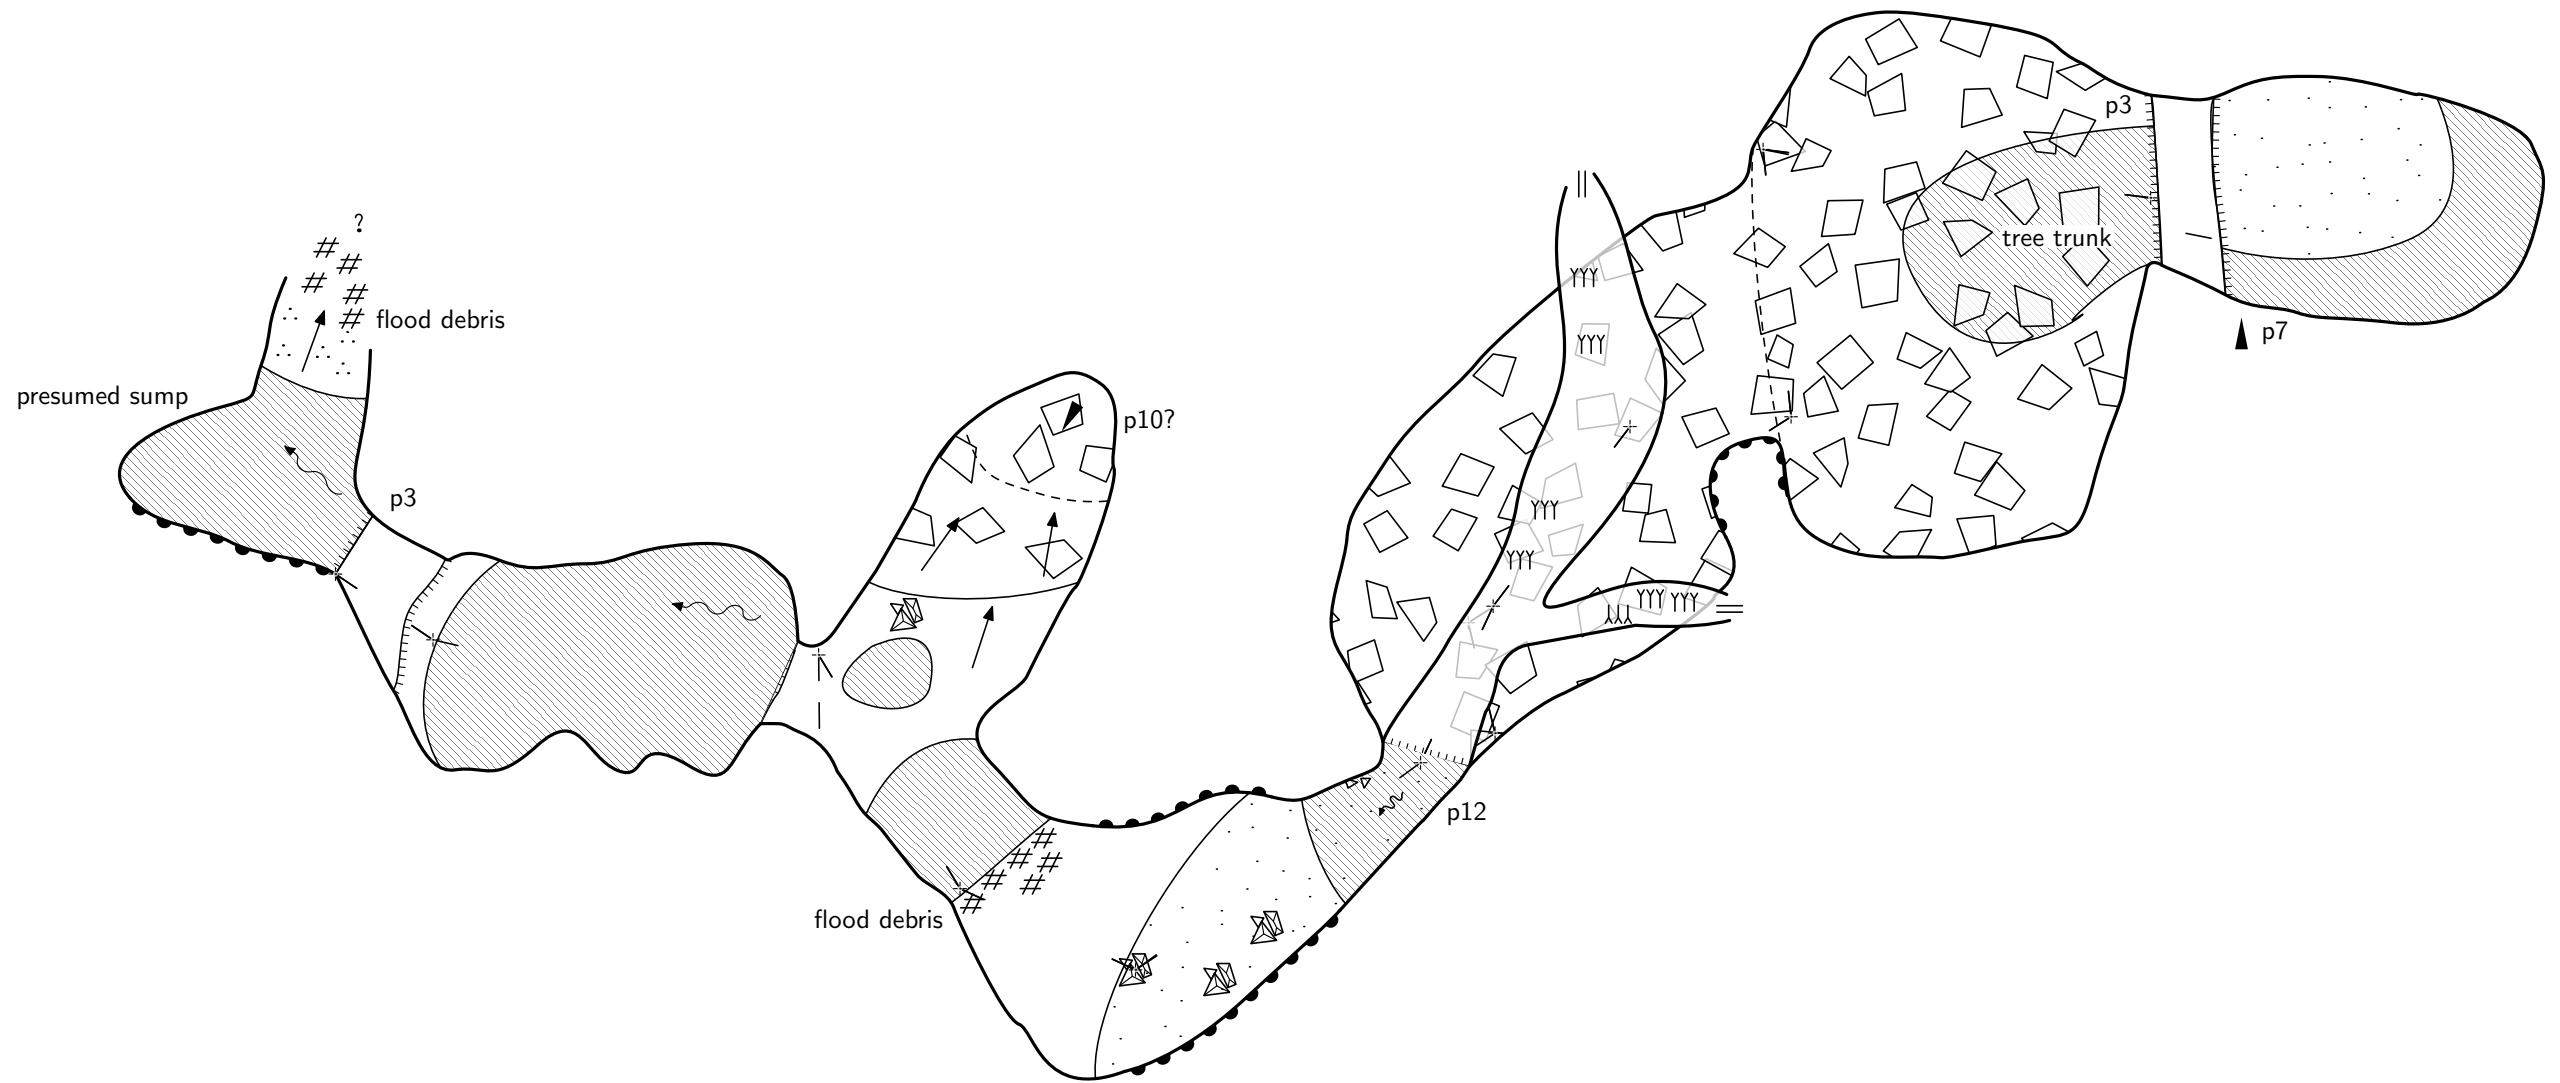 p3
tree trunk
?
flood debris
p7
presumed sump
p10?
p3
p12
flood debris